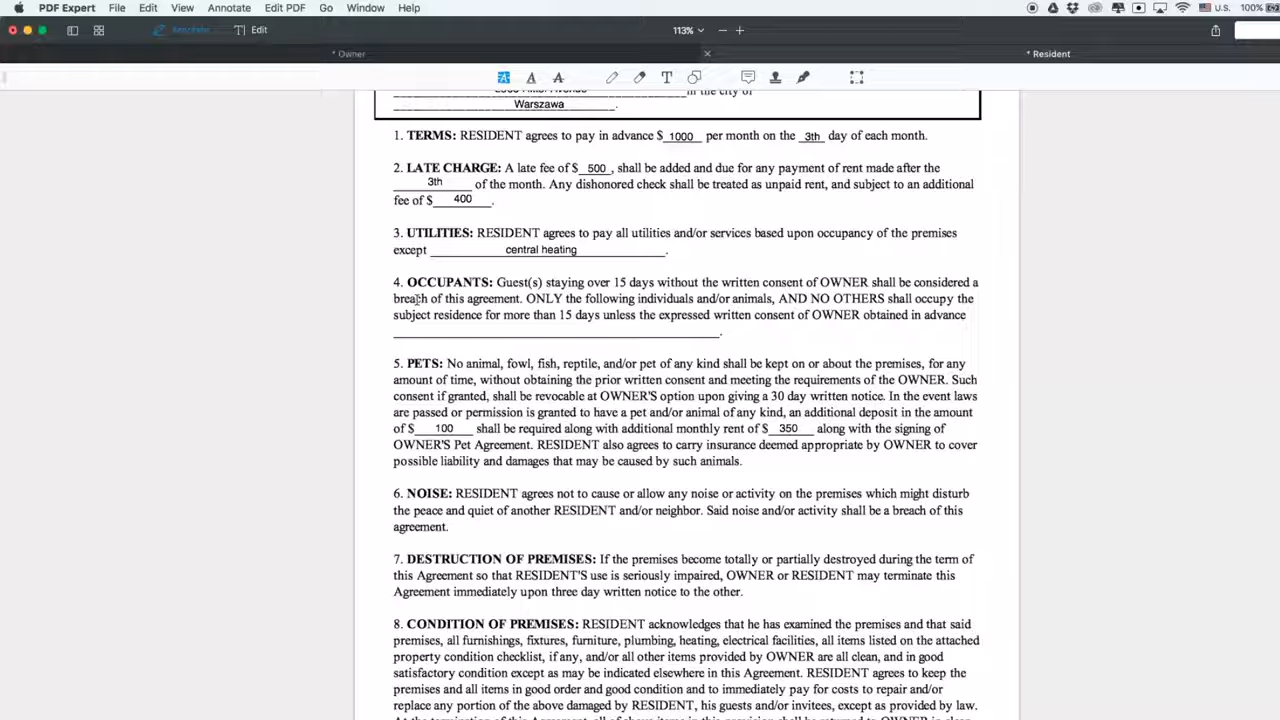 PDF Expert File Edit View Annotate Edit PDF Go Window Help U.S. 100%
Annotate T Edit 113%
* Owner * Resident
in the city of
Warszawa.
1. TERMS: RESIDENT agrees to pay in advance $ 1000 per month on the 3th day of each month.
2. LATE CHARGE: A late fee of $ 500, shall be added and due for any payment of rent made after the
3th of the month. Any dishonored check shall be treated as unpaid rent, and subject to an additional
fee of $ 400.
3. UTILITIES: RESIDENT agrees to pay all utilities and/or services based upon occupancy of the premises
except central heating.
4. OCCUPANTS: Guest(s) staying over 15 days without the written consent of OWNER shall be considered a
breach of this agreement. ONLY the following individuals and/or animals, AND NO OTHERS shall occupy the
subject residence for more than 15 days unless the expressed written consent of OWNER obtained in advance
.
5. PETS: No animal, fowl, fish, reptile, and/or pet of any kind shall be kept on or about the premises, for any
amount of time, without obtaining the prior written consent and meeting the requirements of the OWNER. Such
consent if granted, shall be revocable at OWNER'S option upon giving a 30 day written notice. In the event laws
are passed or permission is granted to have a pet and/or animal of any kind, an additional deposit in the amount
of $ 100 shall be required along with additional monthly rent of $ 350 along with the signing of
OWNER'S Pet Agreement. RESIDENT also agrees to carry insurance deemed appropriate by OWNER to cover
possible liability and damages that may be caused by such animals.
6. NOISE: RESIDENT agrees not to cause or allow any noise or activity on the premises which might disturb
the peace and quiet of another RESIDENT and/or neighbor. Said noise and/or activity shall be a breach of this
agreement.
7. DESTRUCTION OF PREMISES: If the premises become totally or partially destroyed during the term of
this Agreement so that RESIDENT'S use is seriously impaired, OWNER or RESIDENT may terminate this
Agreement immediately upon three day written notice to the other.
8. CONDITION OF PREMISES: RESIDENT acknowledges that he has examined the premises and that said
premises, all furnishings, fixtures, furniture, plumbing, heating, electrical facilities, all items listed on the attached
property condition checklist, if any, and/or all other items provided by OWNER are all clean, and in good
satisfactory condition except as may be indicated elsewhere in this Agreement. RESIDENT agrees to keep the
premises and all items in good order and good condition and to immediately pay for costs to repair and/or
replace any portion of the above damaged by RESIDENT, his guests and/or invitees, except as provided by law.